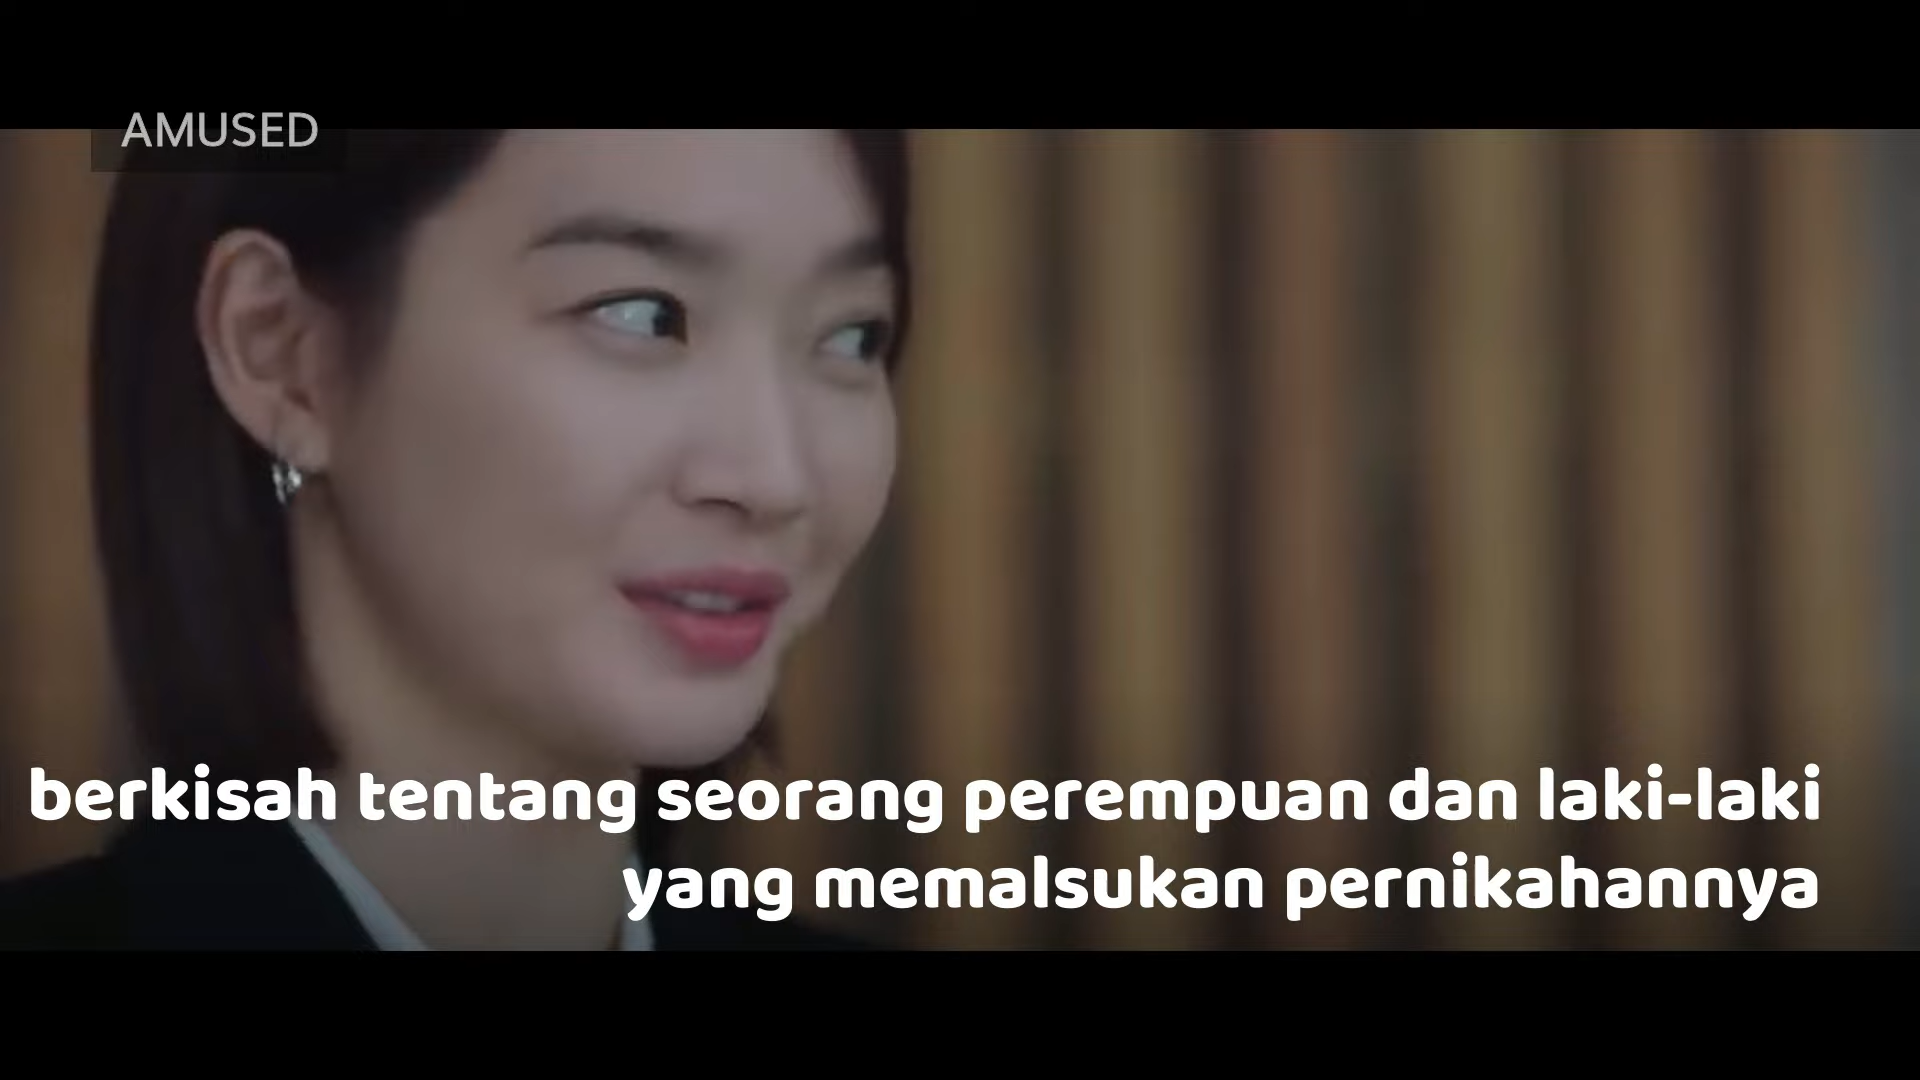 AMUSED
berkisah tentang seorang perempuan dan laki-laki
yang memalsukan pernikahannya